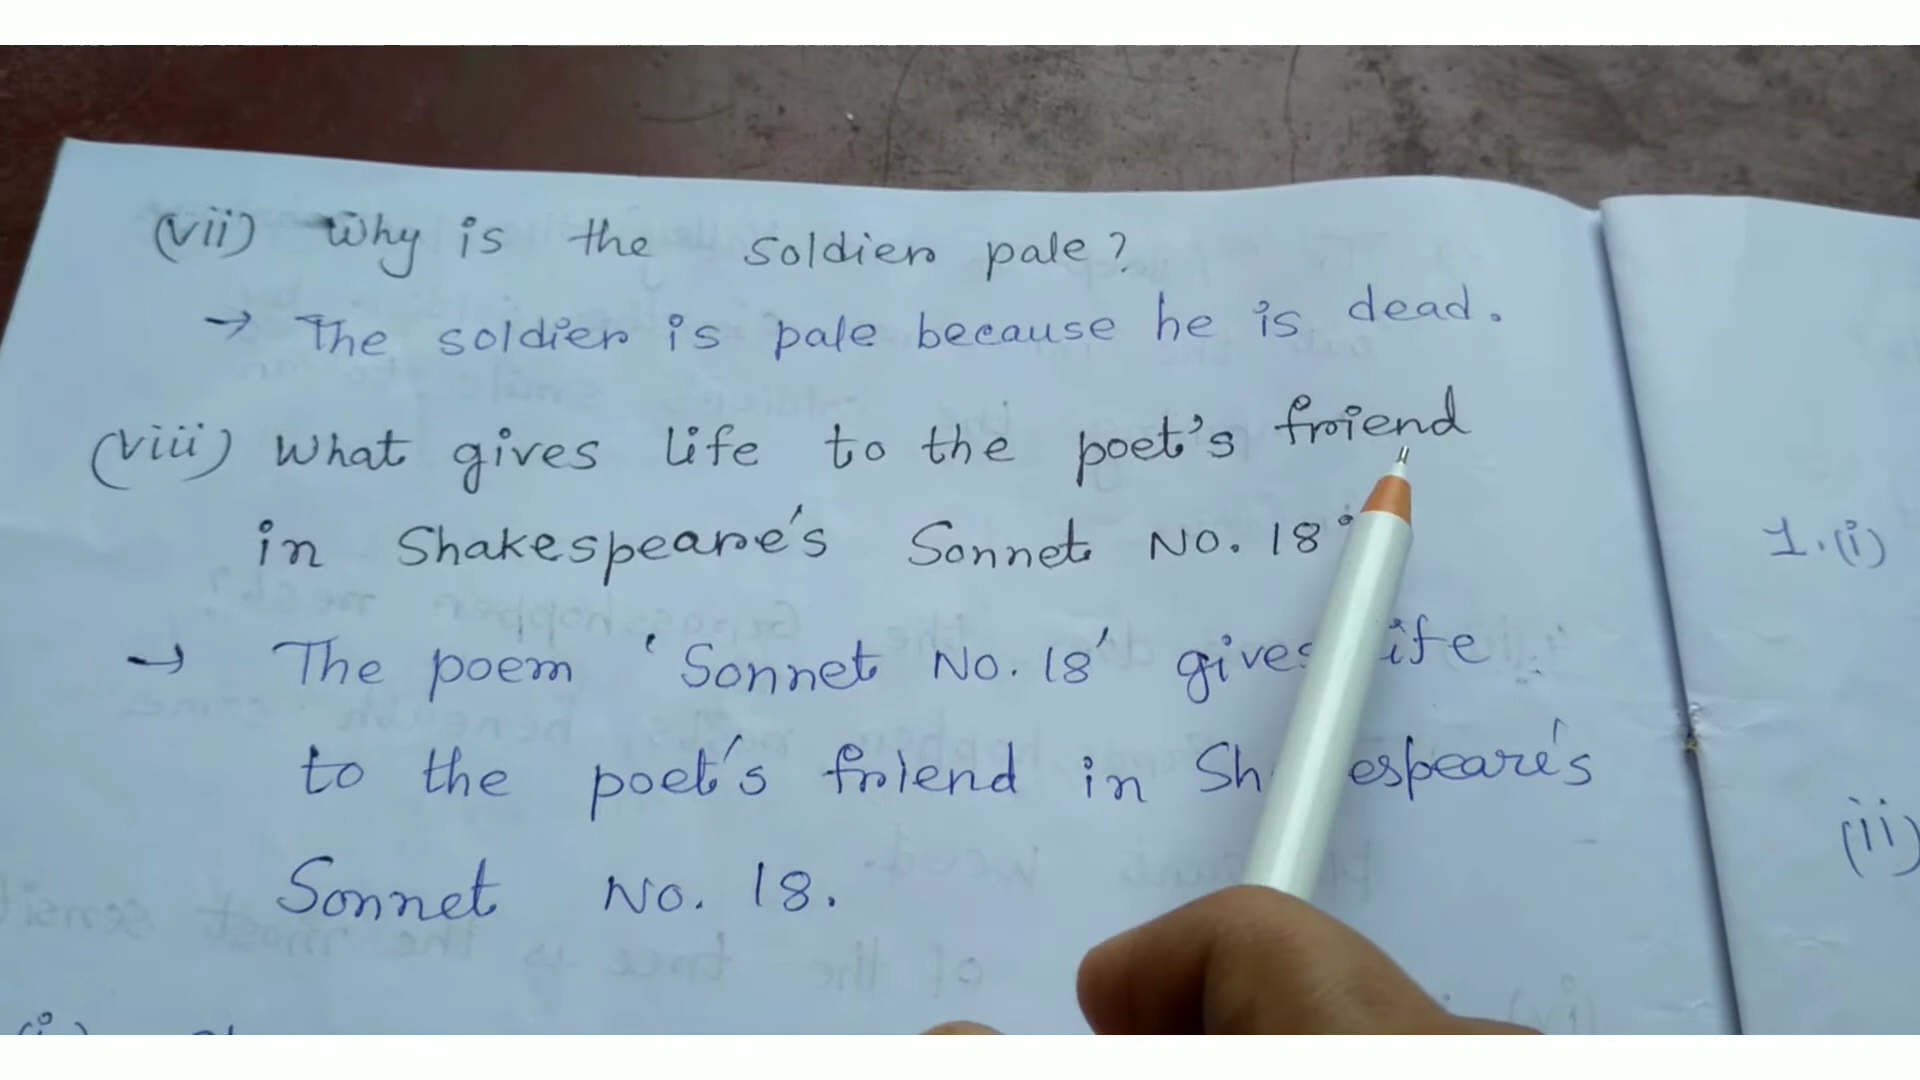 (vii) Why is the soldier pale?
→ The soldier is pale because he is dead.
(viii) What gives life to the poet's friend
in Shakespeare's Sonnet No. 18
→ The poem 'Sonnet No. 18' gives life
to the poet's friend in Shakespeare's
Sonnet No. 18.
1.(i)
(ii)